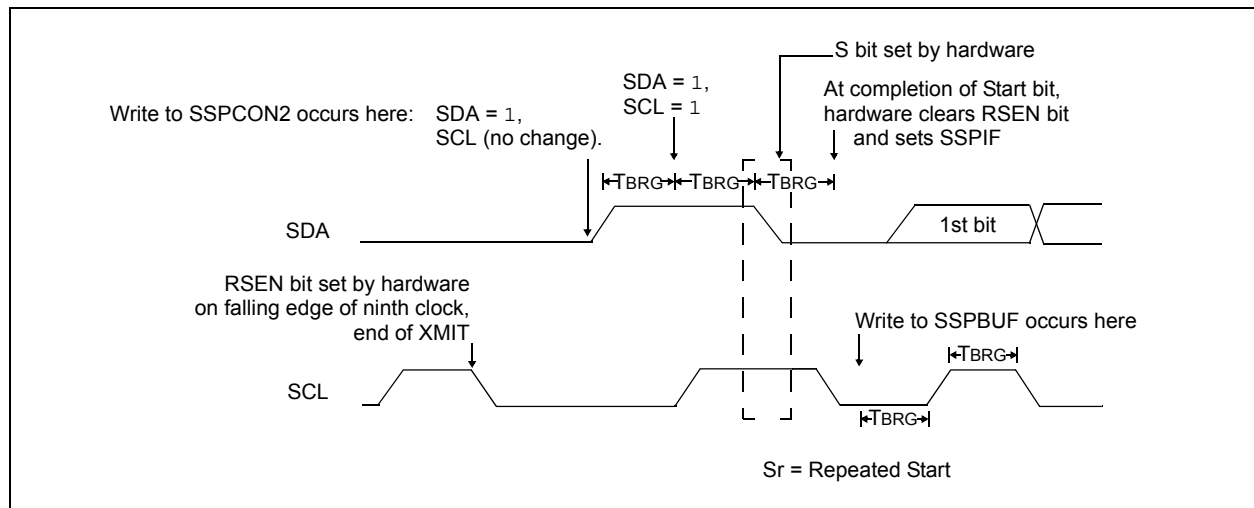 S bit set by hardware
SDA = 1,
SCL = 1
At completion of Start bit,
hardware clears RSEN bit
and sets SSPIF
Write to SSPCON2 occurs here:
SDA = 1,
SCL (no change).
TBRG
TBRG
TBRG
SDA
1st bit
RSEN bit set by hardware
on falling edge of ninth clock,
end of XMIT
Write to SSPBUF occurs here
TBRG
SCL
TBRG
Sr = Repeated Start